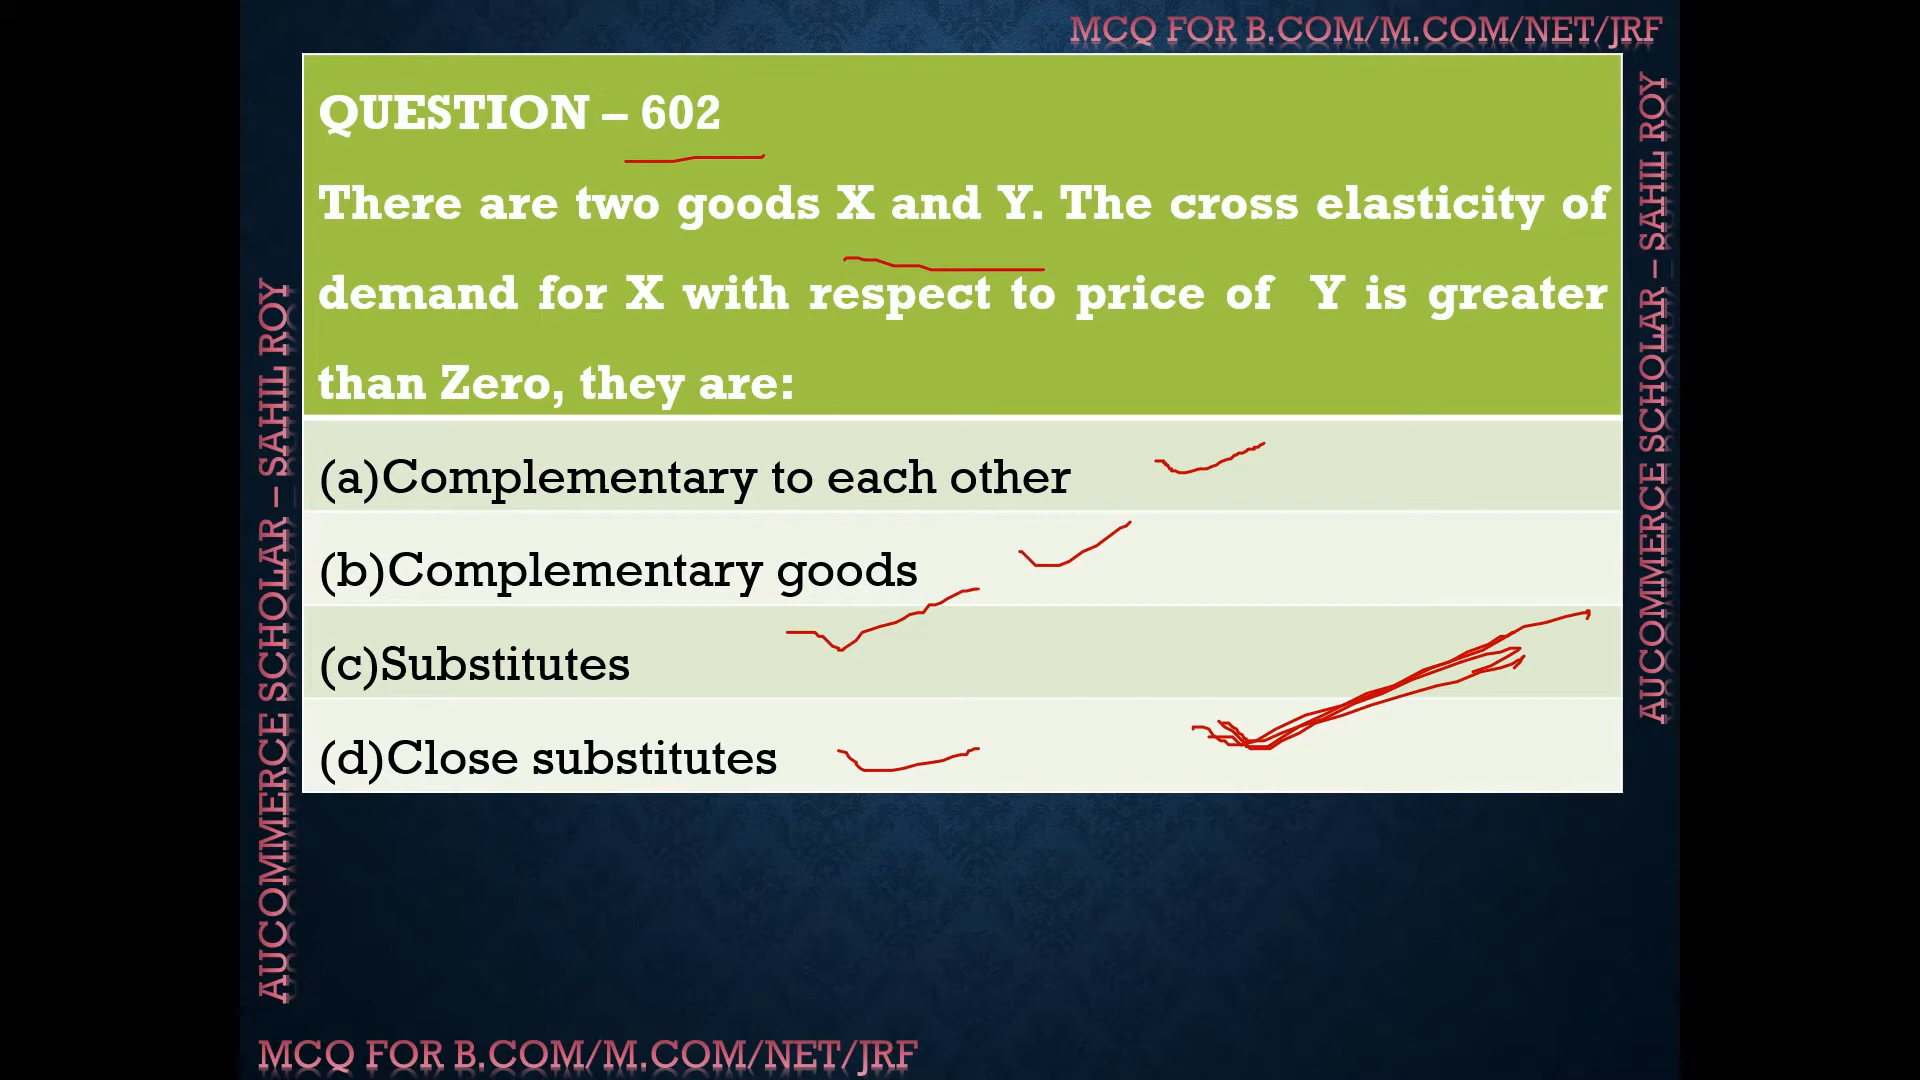 MCQ FOR B.COM/M.COM/NET/JRF
QUESTION – 602
There are two goods X and Y. The cross elasticity of
demand for X with respect to price of Y is greater
than Zero, they are:
(a)Complementary to each other
(b)Complementary goods
(c)Substitutes
(d)Close substitutes
AUCOMMERCE SCHOLAR – SAHIL ROY
AUCOMMERCE SCHOLAR – SAHIL ROY
MCQ FOR B.COM/M.COM/NET/JRF